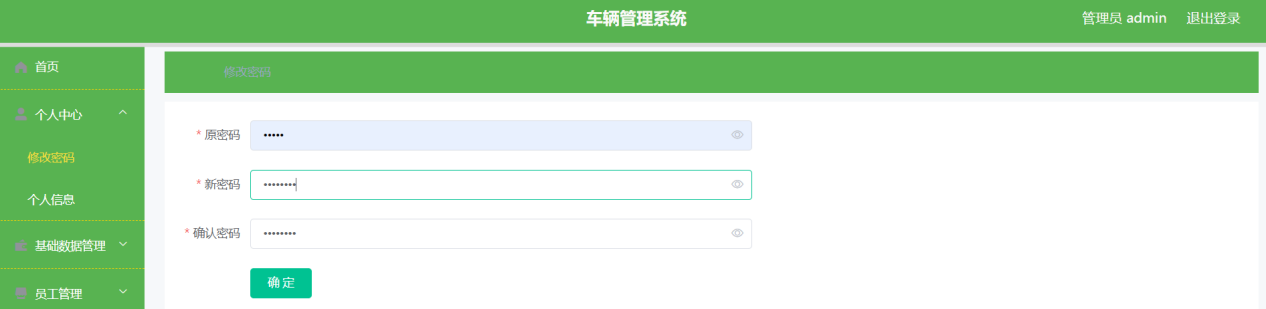 车辆管理系统
管理员 admin 退出登录
首页
修改密码
个人中心
修改密码
个人信息
基础数据管理
员工管理
* 原密码 •••••
* 新密码 ••••••••
* 确认密码 ••••••••
确 定